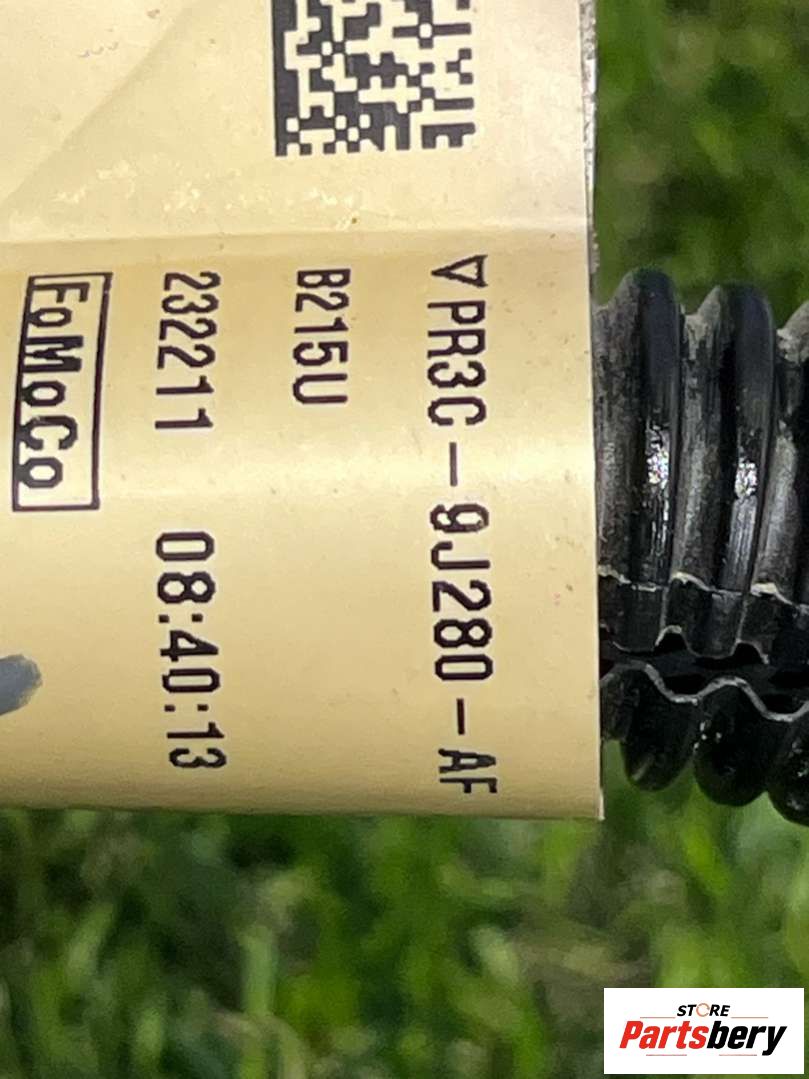 ▽PR3C-9J280-AF
B215U
232211 08:40:13
FoMoCo
STORE
Partsbery